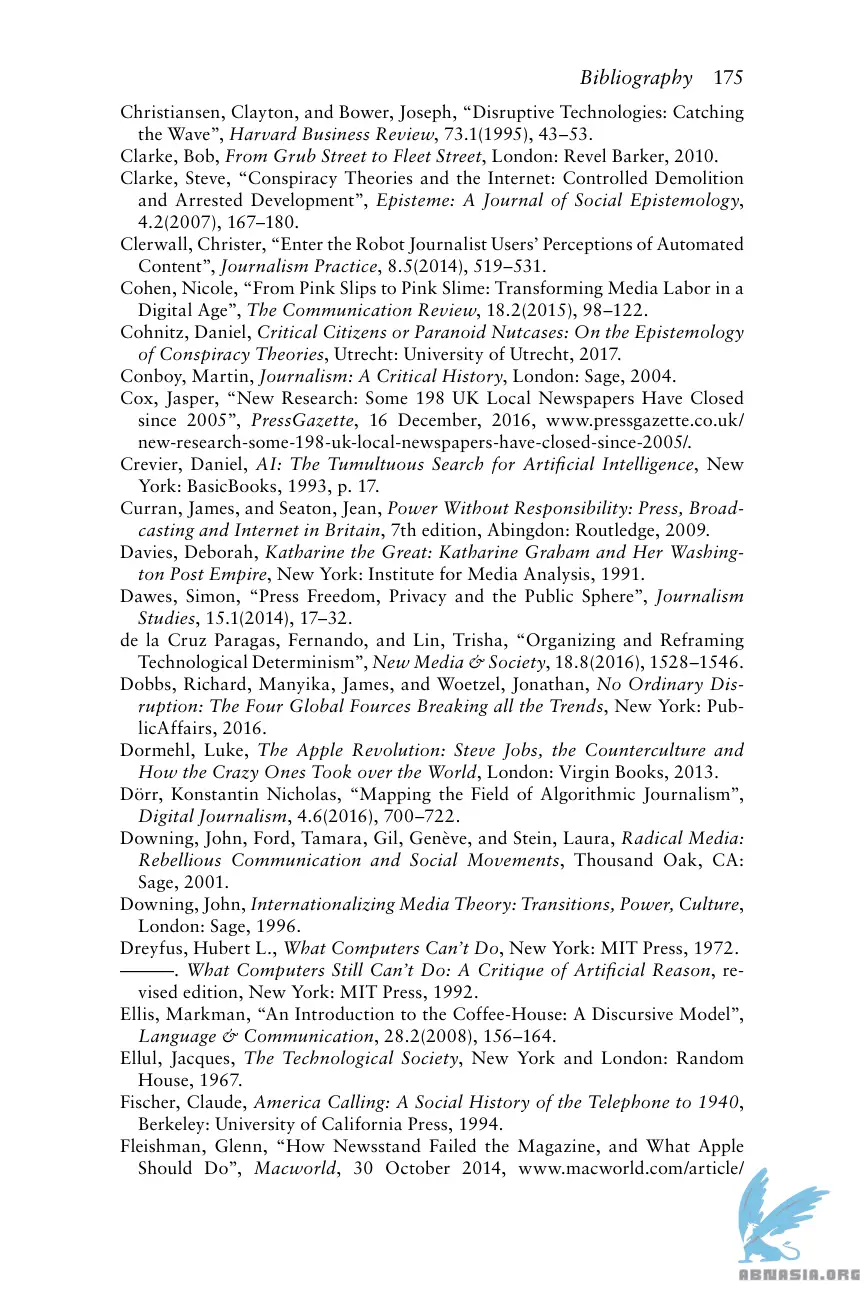 Bibliography 175
Christiansen, Clayton, and Bower, Joseph, “Disruptive Technologies: Catching
the Wave”, Harvard Business Review, 73.1(1995), 43–53.
Clarke, Bob, From Grub Street to Fleet Street, London: Revel Barker, 2010.
Clarke, Steve, “Conspiracy Theories and the Internet: Controlled Demolition
and Arrested Development”, Episteme: A Journal of Social Epistemology,
4.2(2007), 167–180.
Clerwall, Christer, “Enter the Robot Journalist Users’ Perceptions of Automated
Content”, Journalism Practice, 8.5(2014), 519–531.
Cohen, Nicole, “From Pink Slips to Pink Slime: Transforming Media Labor in a
Digital Age”, The Communication Review, 18.2(2015), 98–122.
Cohnitz, Daniel, Critical Citizens or Paranoid Nutcases: On the Epistemology
of Conspiracy Theories, Utrecht: University of Utrecht, 2017.
Conboy, Martin, Journalism: A Critical History, London: Sage, 2004.
Cox, Jasper, “New Research: Some 198 UK Local Newspapers Have Closed
since 2005”, PressGazette, 16 December, 2016, www.pressgazette.co.uk/
new-research-some-198-uk-local-newspapers-have-closed-since-2005/.
Crevier, Daniel, AI: The Tumultuous Search for Artificial Intelligence, New
York: BasicBooks, 1993, p. 17.
Curran, James, and Seaton, Jean, Power Without Responsibility: Press, Broad-
casting and Internet in Britain, 7th edition, Abingdon: Routledge, 2009.
Davies, Deborah, Katharine the Great: Katharine Graham and Her Washing-
ton Post Empire, New York: Institute for Media Analysis, 1991.
Dawes, Simon, “Press Freedom, Privacy and the Public Sphere”, Journalism
Studies, 15.1(2014), 17–32.
de la Cruz Paragas, Fernando, and Lin, Trisha, “Organizing and Reframing
Technological Determinism”, New Media & Society, 18.8(2016), 1528–1546.
Dobbs, Richard, Manyika, James, and Woetzel, Jonathan, No Ordinary Dis-
ruption: The Four Global Fources Breaking all the Trends, New York: Pub-
licAffairs, 2016.
Dormehl, Luke, The Apple Revolution: Steve Jobs, the Counterculture and
How the Crazy Ones Took over the World, London: Virgin Books, 2013.
Dörr, Konstantin Nicholas, “Mapping the Field of Algorithmic Journalism”,
Digital Journalism, 4.6(2016), 700–722.
Downing, John, Ford, Tamara, Gil, Genève, and Stein, Laura, Radical Media:
Rebellious Communication and Social Movements, Thousand Oak, CA:
Sage, 2001.
Downing, John, Internationalizing Media Theory: Transitions, Power, Culture,
London: Sage, 1996.
Dreyfus, Hubert L., What Computers Can’t Do, New York: MIT Press, 1972.
———. What Computers Still Can’t Do: A Critique of Artificial Reason, re-
vised edition, New York: MIT Press, 1992.
Ellis, Markman, “An Introduction to the Coffee-House: A Discursive Model”,
Language & Communication, 28.2(2008), 156–164.
Ellul, Jacques, The Technological Society, New York and London: Random
House, 1967.
Fischer, Claude, America Calling: A Social History of the Telephone to 1940,
Berkeley: University of California Press, 1994.
Fleishman, Glenn, “How Newsstand Failed the Magazine, and What Apple
Should Do”, Macworld, 30 October 2014, www.macworld.com/article/
ABNASIA.ORG